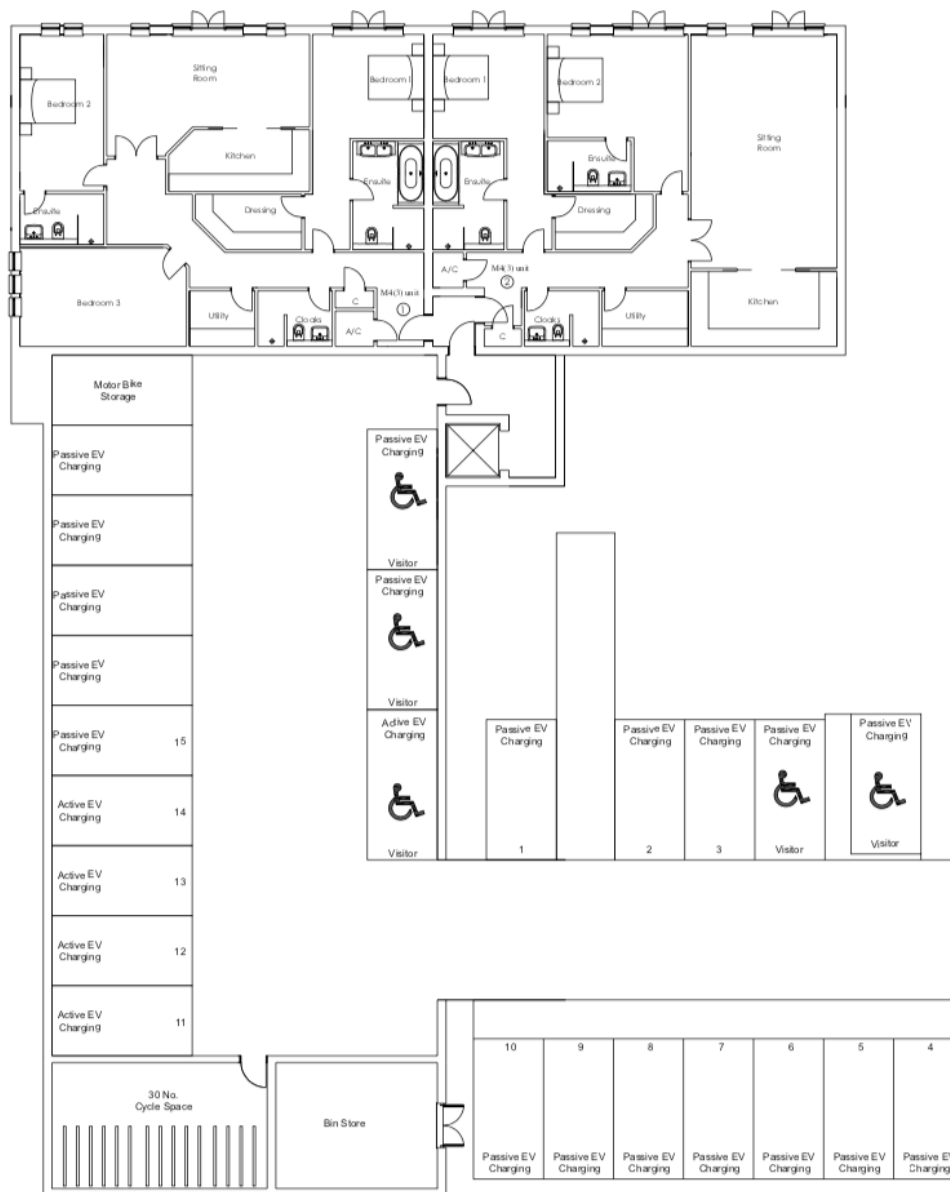 Bedroom 2
Sitting
Room
Bedroom 1
Bedroom 1
Bedroom 2
Sitting
Room
Kitchen
Ensuite
Ensuite
Ensuite
Ensuite
Dressing
Dressing
Bedroom 3
Utility
Cloaks
C
A/C
M4(3) unit
1
A/C
M4(3) unit
2
C
Cloaks
Utility
Kitchen
Motor Bike
Storage
Passive EV
Charging
Passive EV
Charging
Passive EV
Charging
Passive EV
Charging
Passive EV
Charging
15
Active EV
Charging
14
Active EV
Charging
13
Active EV
Charging
12
Active EV
Charging
11
Passive EV
Charging
Visitor
Passive EV
Charging
Visitor
Active EV
Charging
Visitor
Passive EV
Charging
1
Passive EV
Charging
2
Passive EV
Charging
3
Passive EV
Charging
Visitor
Passive EV
Charging
Visitor
30 No.
Cycle Space
Bin Store
10
9
8
7
6
5
4
Passive EV
Charging
Passive EV
Charging
Passive EV
Charging
Passive EV
Charging
Passive EV
Charging
Passive EV
Charging
Passive EV
Charging